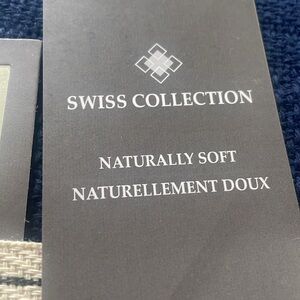 SWISS COLLECTION
NATURALLY SOFT
NATURELLEMENT DOUX